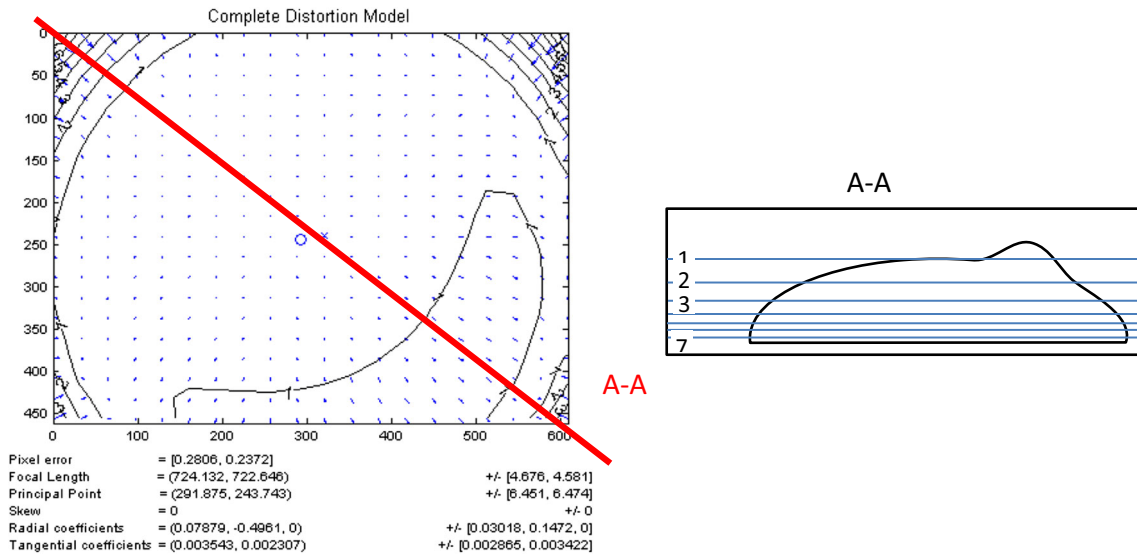 Complete Distortion Model
0
50
100
150
200
250
300
350
400
450
0 100 200 300 400 500 600
A-A
Pixel error = [0.2806, 0.2372]
Focal Length = (724.132, 722.646) +/- [4.676, 4.581]
Principal Point = (291.875, 243.743) +/- [6.451, 6.474]
Skew = 0 +/- 0
Radial coefficients = (0.07879, -0.4961, 0) +/- [0.03018, 0.1472, 0]
Tangential coefficients = (0.003543, 0.002307) +/- [0.002865, 0.003422]
A-A
1
2
3
7